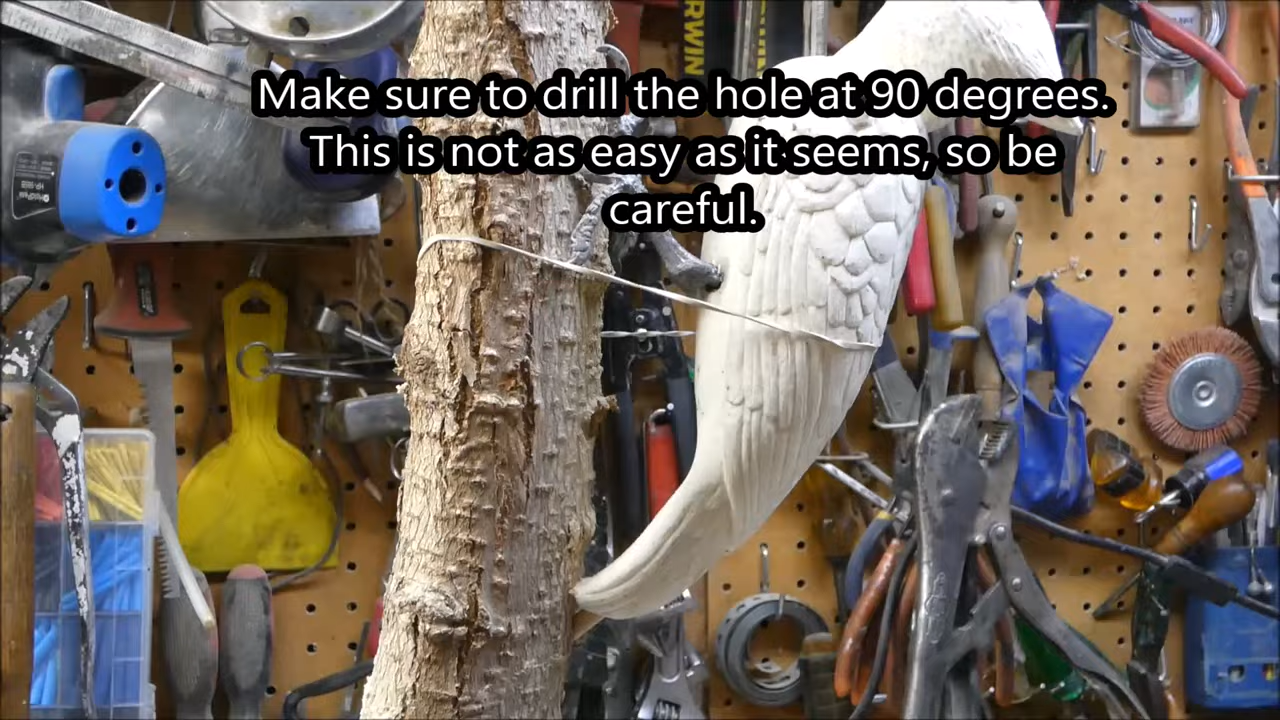 Make sure to drill the hole at 90 degrees.
This is not as easy as it seems, so be
careful.
RWIN